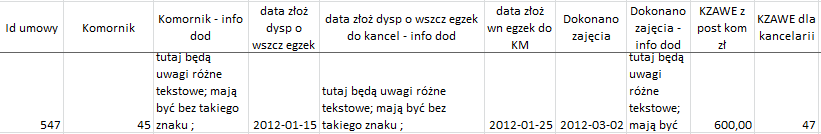 Id umowy
Komornik
Komornik - info
dod
data złoż
dysp o
wszcz egzek
data złoż dysp o wszcz egzek
do kancel - info dod
data złoż
wn egzek do
KM
Dokonano
zajęcia
Dokonano
zajęcia -
info dod
KZAWE z
post kom
zł
KZAWE dla
kancelarii
547
45
tutaj będą
uwagi różne
tekstowe; mają
być bez takiego
znaku ;
2012-01-15
tutaj będą uwagi różne
tekstowe; mają być bez
takiego znaku ;
2012-01-25
2012-03-02
tutaj będą
uwagi
różne
tekstowe;
mają być
600,00
47